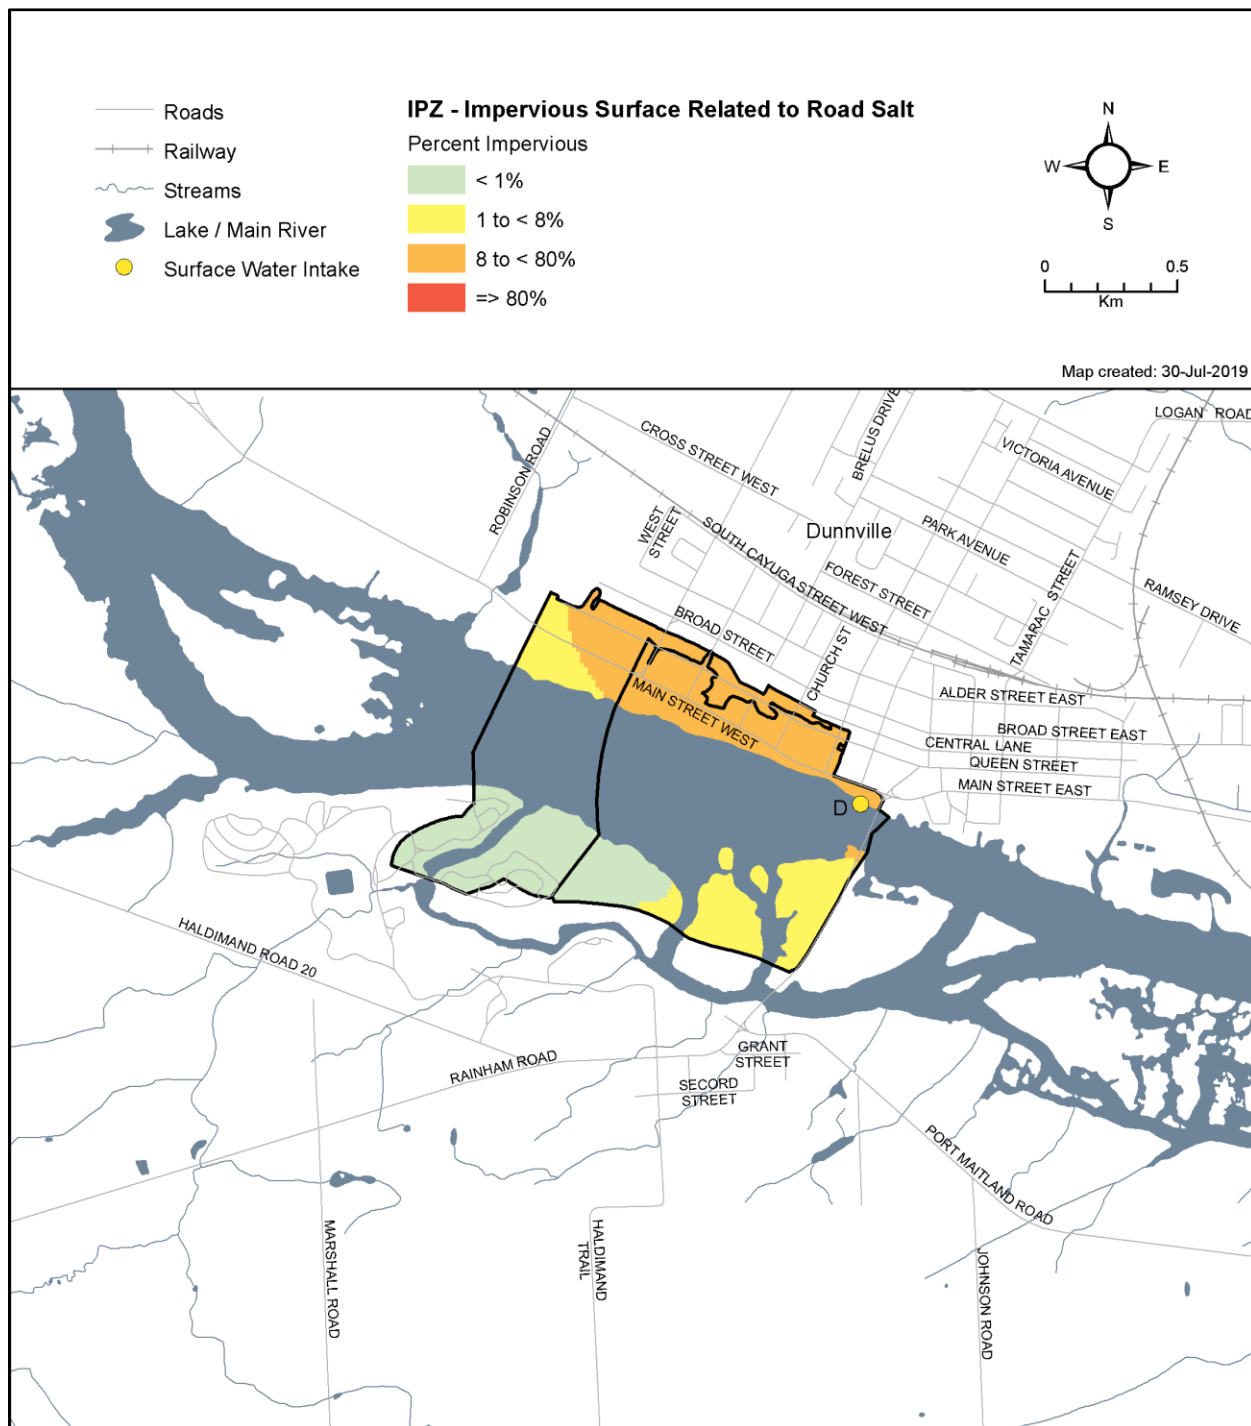 Roads
Railway
Streams
Lake / Main River
Surface Water Intake
IPZ - Impervious Surface Related to Road Salt
Percent Impervious
< 1%
1 to < 8%
8 to < 80%
=> 80%
N
W
E
S
0
0.5
Km
Map created: 30-Jul-2019
LOGAN ROAD
CROSS STREET WEST
BRELUS DRIVE
VICTORIA AVENUE
ROBINSON ROAD
WEST
STREET
SOUTH CAYUGA STREET WEST
Dunnville
PARK AVENUE
FOREST STREET
TAMARAC STREET
RAMSEY DRIVE
BROAD STREET
CHURCH ST
MAIN STREET WEST
ALDER STREET EAST
BROAD STREET EAST
CENTRAL LANE
QUEEN STREET
MAIN STREET EAST
D
HALDIMAND ROAD 20
RAINHAM ROAD
GRANT
STREET
SECORD
STREET
PORT MAITLAND ROAD
MARSHALL ROAD
HALDIMAND
TRAIL
JOHNSON ROAD